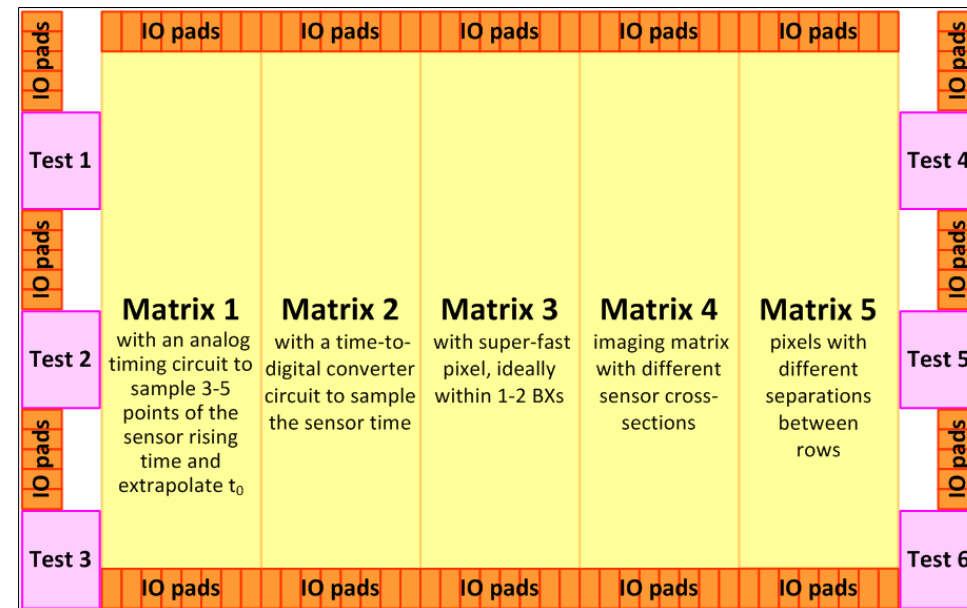 IO pads
IO pads
IO pads
IO pads
IO pads
IO pads
IO pads
Test 1
Test 4
IO pads
IO pads
Matrix 1
with an analog
timing circuit to
sample 3-5
points of the
sensor rising
time and
extrapolate t₀
Matrix 2
with a time-to-
digital converter
circuit to sample
the sensor time
Matrix 3
with super-fast
pixel, ideally
within 1-2 BXs
Matrix 4
imaging matrix
with different
sensor cross-
sections
Matrix 5
pixels with
different
separations
between
rows
Test 2
Test 5
IO pads
IO pads
Test 3
Test 6
IO pads
IO pads
IO pads
IO pads
IO pads